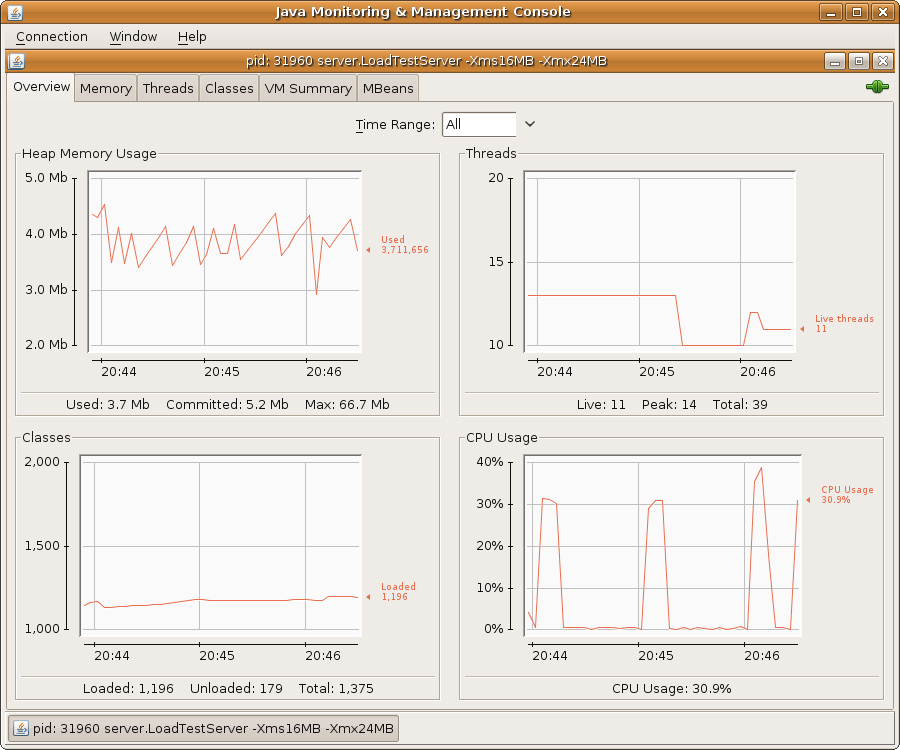 Java Monitoring & Management Console
Connection Window Help
pid: 31960 server.LoadTestServer -Xms16MB -Xmx24MB
Overview Memory Threads Classes VM Summary MBeans
Time Range: All
Heap Memory Usage
5.0 Mb
4.0 Mb
3.0 Mb
2.0 Mb
Used
3,711,656
20:44 20:45 20:46
Used: 3.7 Mb Committed: 5.2 Mb Max: 66.7 Mb
Threads
20
15
10
Live threads
11
20:44 20:45 20:46
Live: 11 Peak: 14 Total: 39
Classes
2,000
1,500
1,000
Loaded
1,196
20:44 20:45 20:46
Loaded: 1,196 Unloaded: 179 Total: 1,375
CPU Usage
40%
30%
20%
10%
0%
CPU Usage
30.9%
20:44 20:45 20:46
CPU Usage: 30.9%
pid: 31960 server.LoadTestServer -Xms16MB -Xmx24MB